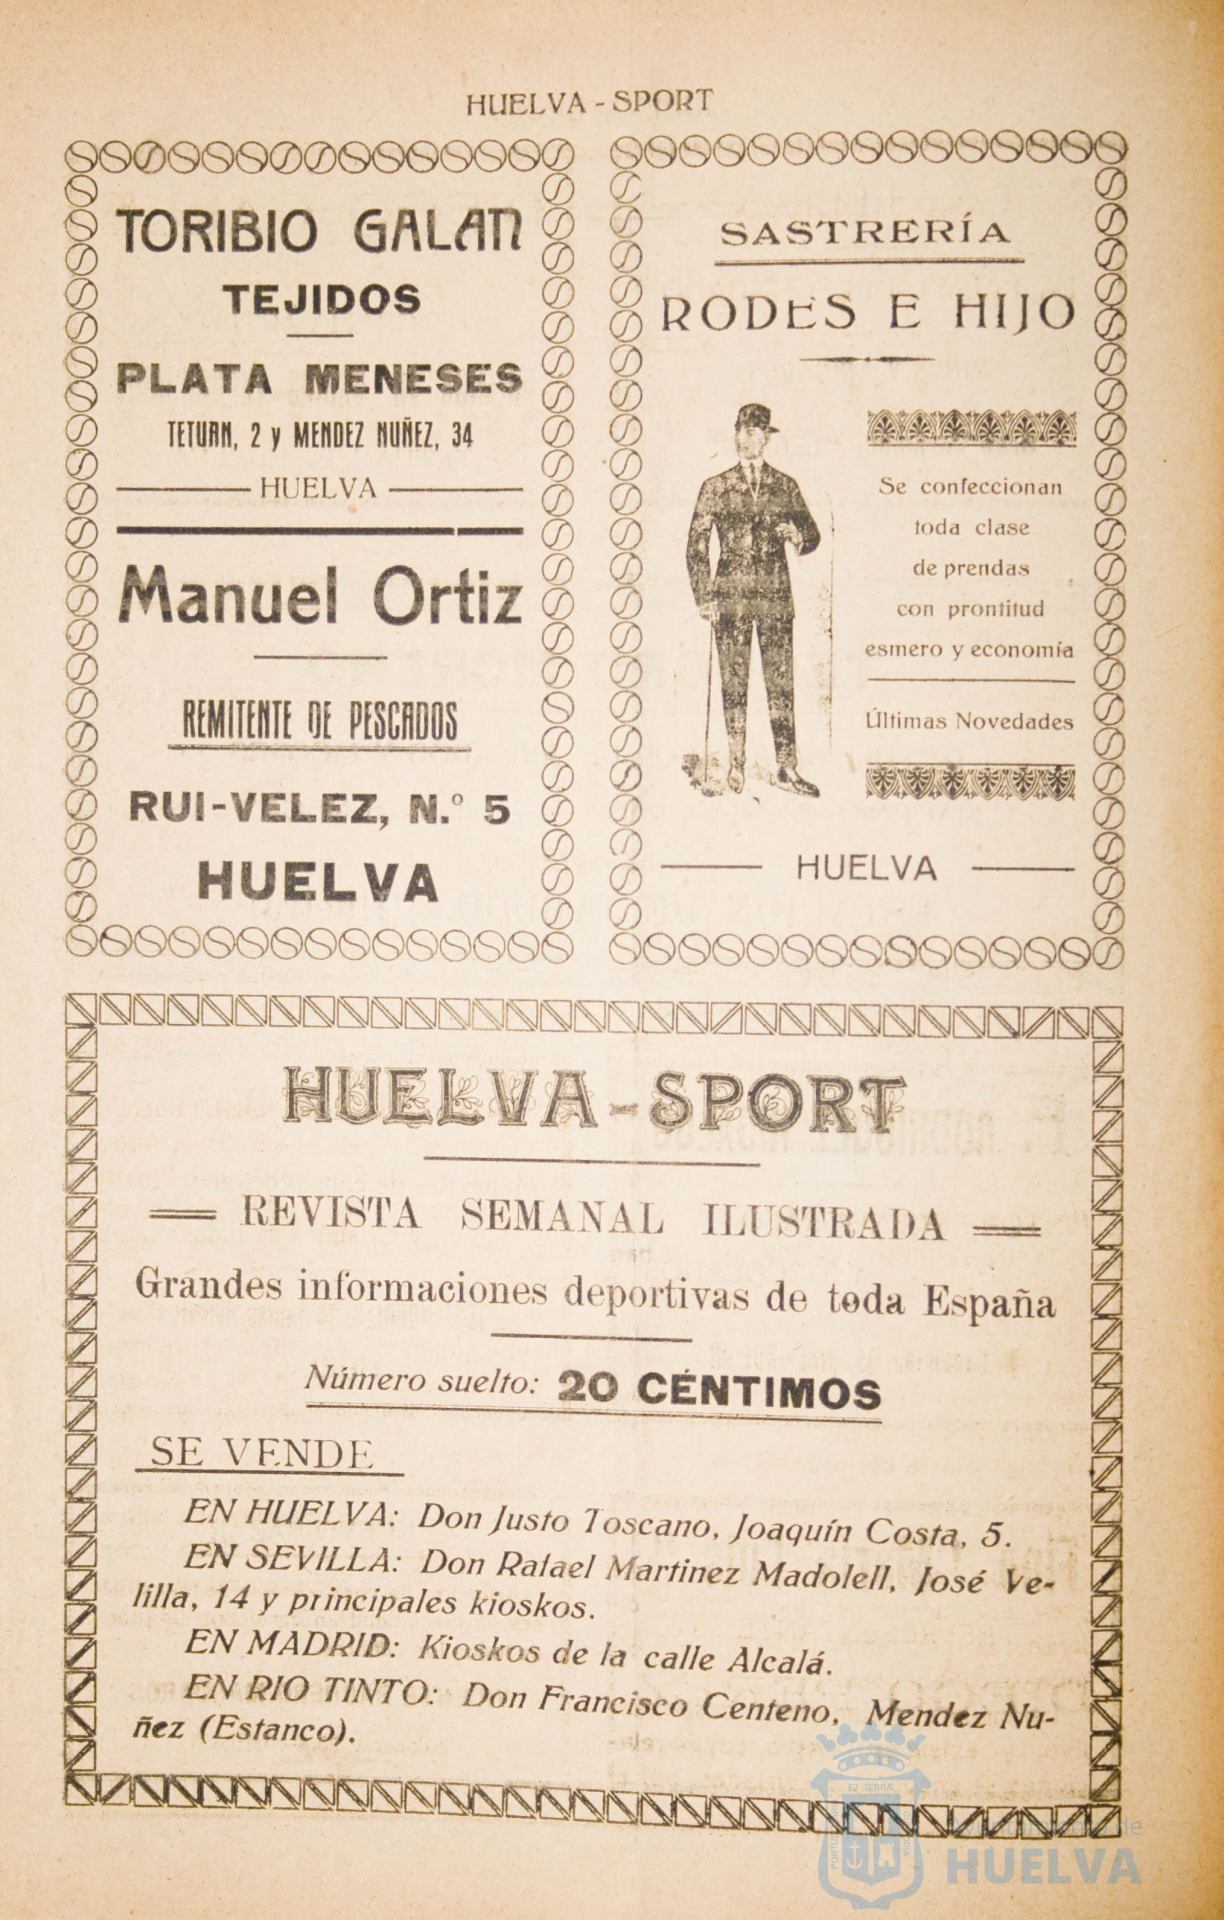 HUELVA - SPORT
TORIBIO GALAN
TEJIDOS
PLATA MENESES
TETUAN, 2 y MENDEZ NUÑEZ, 34
HUELVA
Manuel Ortiz
REMITENTE DE PESCADOS
RUI-VELEZ, N.º 5
HUELVA
SASTRERÍA
RODES E HIJO
Se confeccionan
toda clase
de prendas
con prontitud
esmero y economía
Últimas Novedades
HUELVA
HUELVA - SPORT
REVISTA SEMANAL ILUSTRADA
Grandes informaciones deportivas de toda España
Número suelto: 20 CÉNTIMOS
SE VENDE
EN HUELVA: Don Justo Toscano, Joaquín Costa, 5.
EN SEVILLA: Don Rafael Martinez Madolell, José Ve-
lilla, 14 y principales kioskos.
EN MADRID: Kioskos de la calle Alcalá.
EN RIO TINTO: Don Francisco Centeno, Mendez Nu-
ñez (Estanco).
de
HUELVA